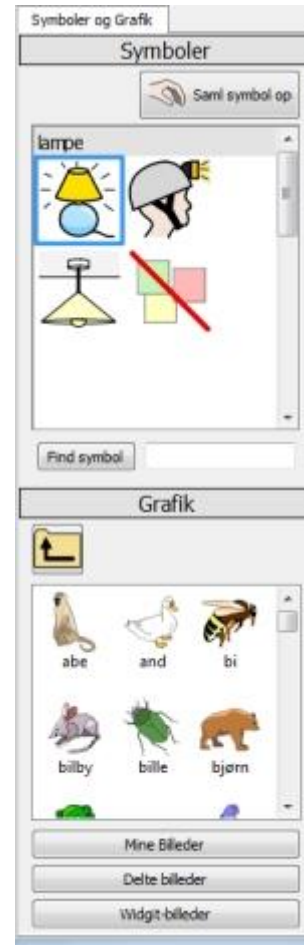 Symboler og Grafik
Symboler
Saml symbol op
lampe
Find symbol
Grafik
abe and bi
bilby bille bjørn
Mine Billeder
Delte billeder
Widgit-billeder